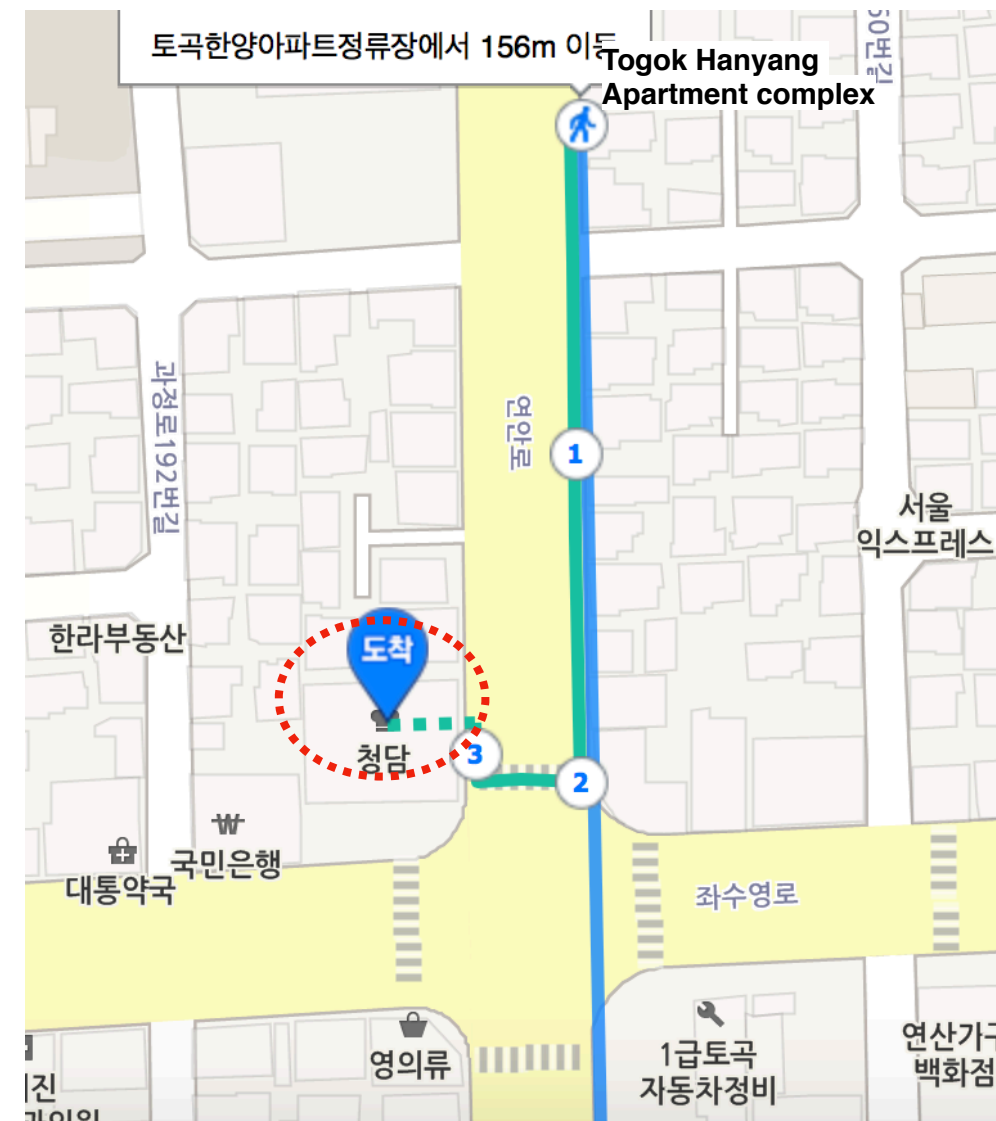 토곡한양아파트정류장에서 156m 이동
Togok Hanyang
Apartment complex
60번길
과정로192번길
연안로
1
서울
익스프레스
한라부동산
도착
청담
3
2
₩
국민은행
대통약국
좌수영로
영의류
1급토곡
자동차정비
연산가구
백화점